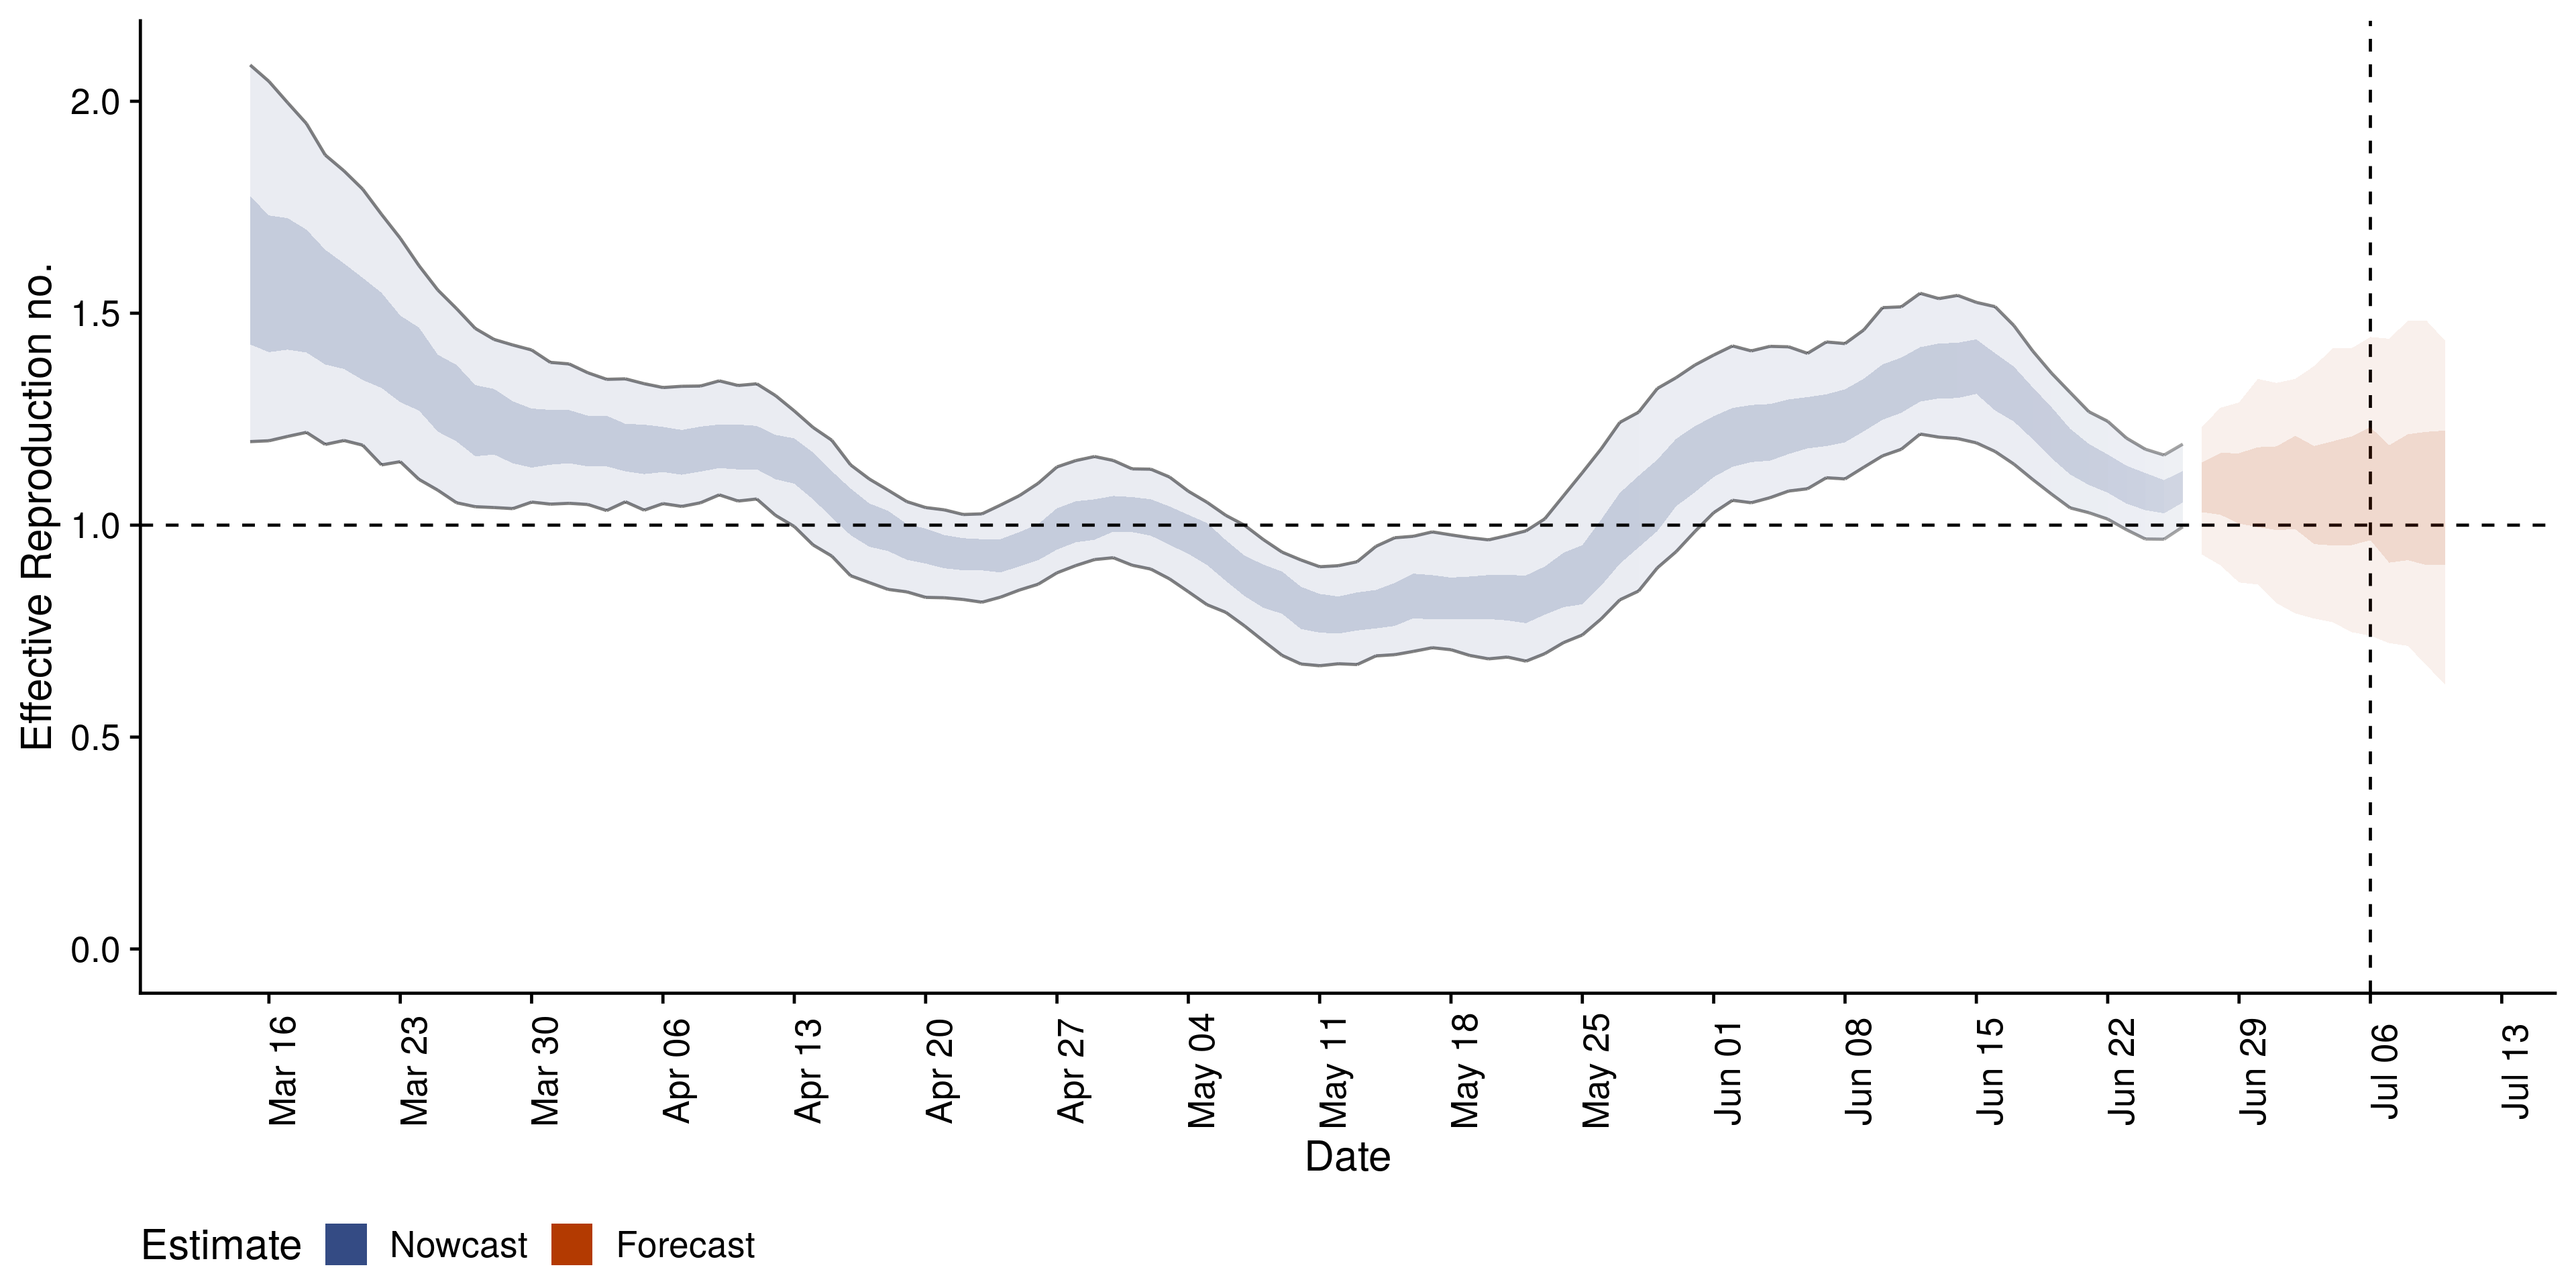 Effective Reproduction no.
2.0
1.5
1.0
0.5
0.0
Mar 16
Mar 23
Mar 30
Apr 06
Apr 13
Apr 20
Apr 27
May 04
May 11
May 18
May 25
Jun 01
Jun 08
Jun 15
Jun 22
Jun 29
Jul 06
Jul 13
Date
Estimate Nowcast Forecast